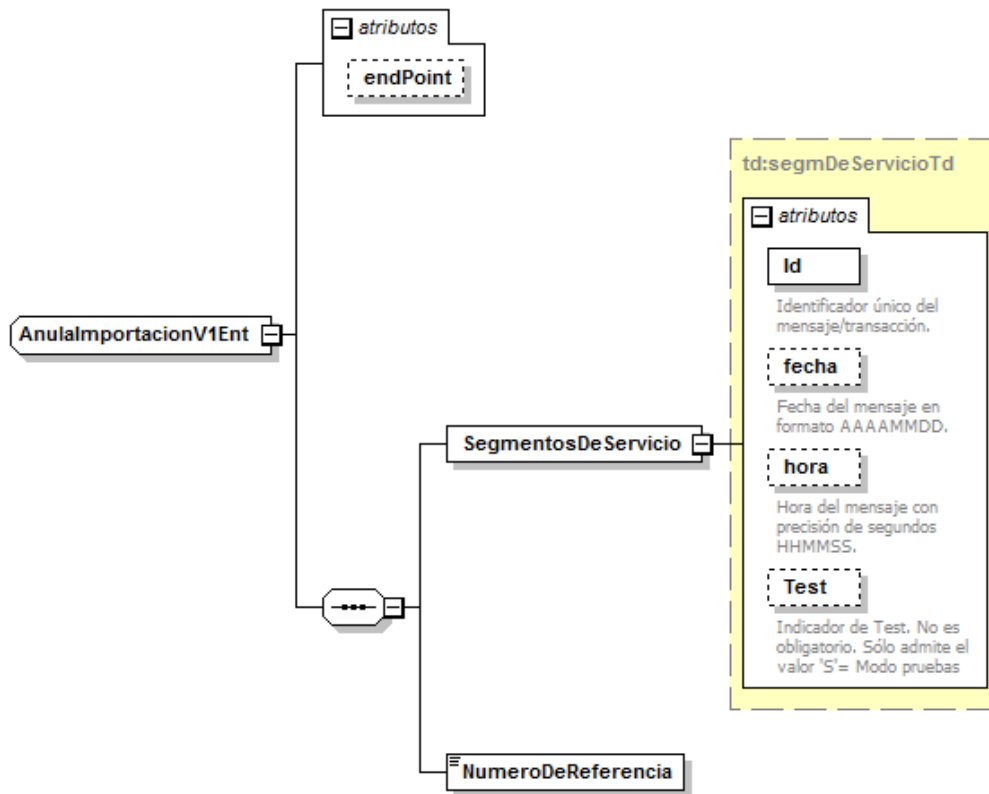 atributos
endPoint
td:segmDeServicioTd
atributos
Id
Identificador único del
mensaje/transacción.
AnulaImportacionV1Ent
fecha
Fecha del mensaje en
formato AAAAMMDD.
SegmentosDeServicio
hora
Hora del mensaje con
precisión de segundos
HHMMSS.
Test
Indicador de Test. No es
obligatorio. Sólo admite el
valor 'S'= Modo pruebas
NumeroDeReferencia